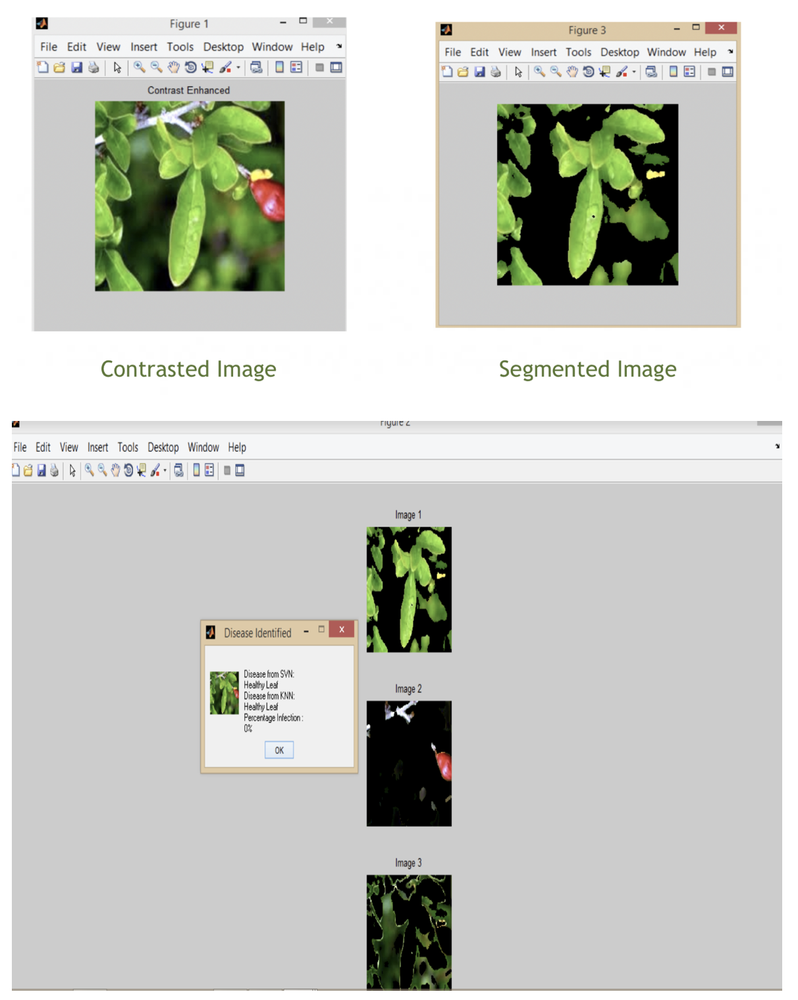 Figure 1
File Edit View Insert Tools Desktop Window Help
Contrast Enhanced
Figure 3
File Edit View Insert Tools Desktop Window Help
Contrasted Image
Segmented Image
Figure 2
File Edit View Insert Tools Desktop Window Help
Image 1
Disease Identified
Disease from SVN:
Healthy Leaf
Disease from KNN:
Healthy Leaf
Percentage Infection :
0%
OK
Image 2
Image 3